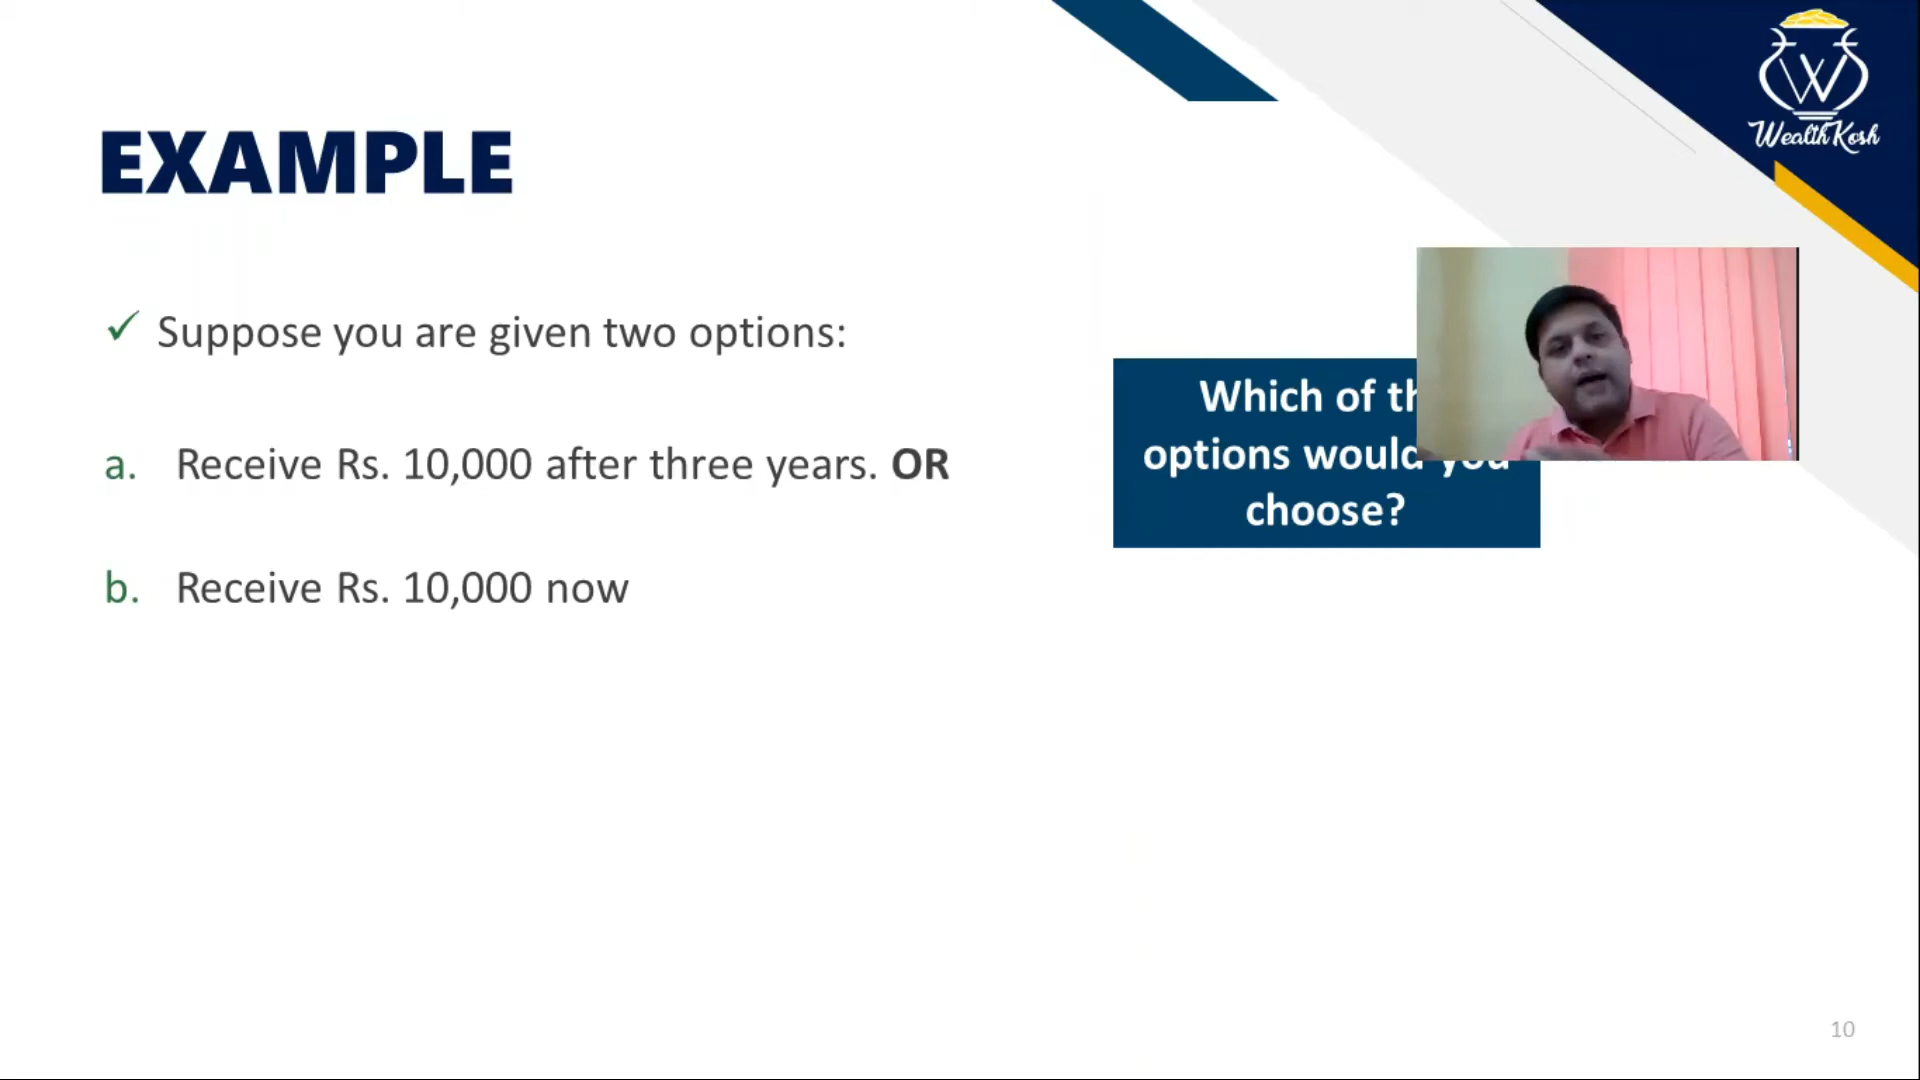 WealthKosh
EXAMPLE
✓ Suppose you are given two options:
a. Receive Rs. 10,000 after three years. OR
b. Receive Rs. 10,000 now
Which of
options would you
choose?
10